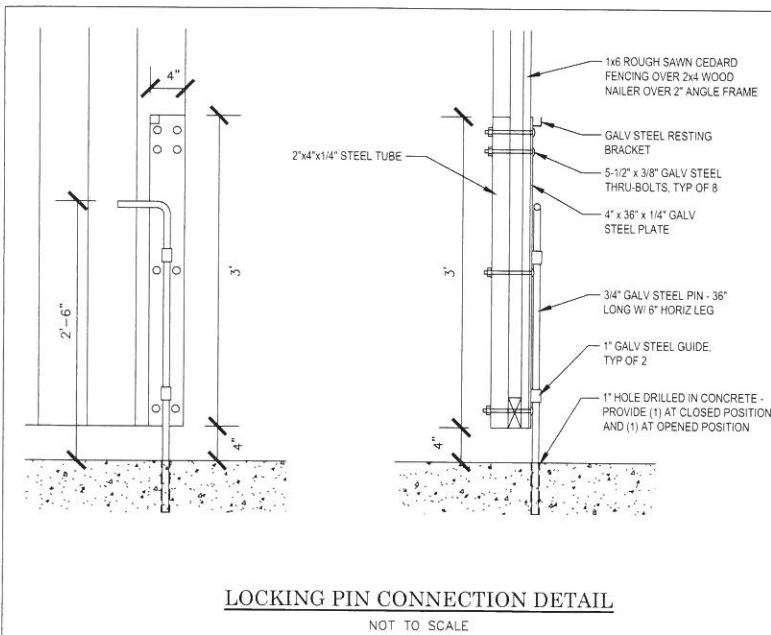 4"
2'-6"
3'
4"
2"x4"x1/4" STEEL TUBE
3'
4"
1x6 ROUGH SAWN CEDARD
FENCING OVER 2x4 WOOD
NAILER OVER 2" ANGLE FRAME
GALV STEEL RESTING
BRACKET
5-1/2" x 3/8" GALV STEEL
THRU-BOLTS, TYP OF 8
4" x 36" x 1/4" GALV
STEEL PLATE
3/4" GALV STEEL PIN - 36"
LONG W/ 6" HORIZ LEG
1" GALV STEEL GUIDE,
TYP OF 2
1" HOLE DRILLED IN CONCRETE -
PROVIDE (1) AT CLOSED POSITION
AND (1) AT OPENED POSITION
LOCKING PIN CONNECTION DETAIL
NOT TO SCALE